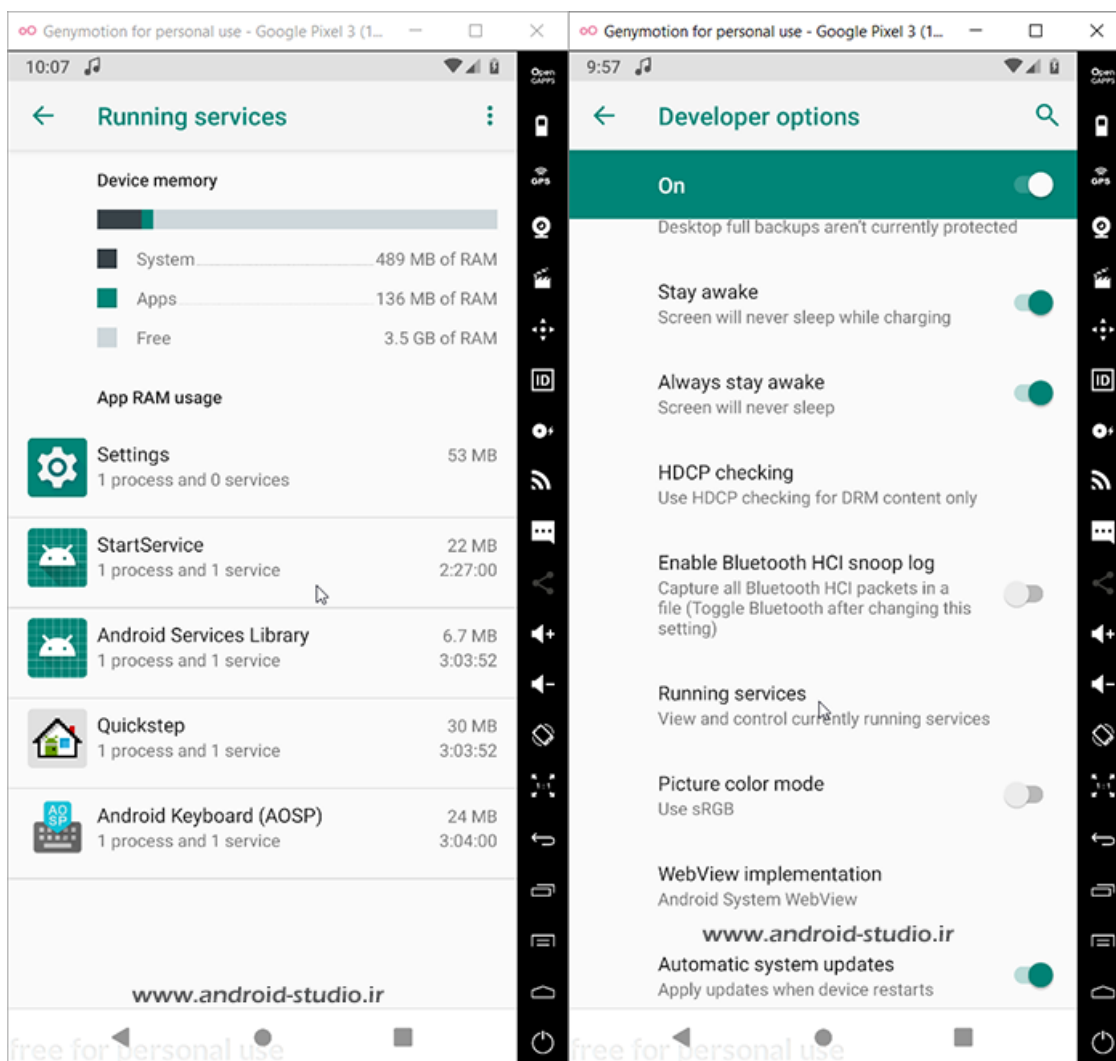 Genymotion for personal use - Google Pixel 3 (1...
10:07
Open GAPPS
Running services
GPS
Device memory
System 489 MB of RAM
Apps 136 MB of RAM
Free 3.5 GB of RAM
ID
App RAM usage
Settings 53 MB
1 process and 0 services
StartService 22 MB
1 process and 1 service 2:27:00
Android Services Library 6.7 MB
1 process and 1 service 3:03:52
Quickstep 30 MB
1 process and 1 service 3:03:52
1:1
AO
SP
Android Keyboard (AOSP) 24 MB
1 process and 1 service 3:04:00
www.android-studio.ir
free for personal use
Genymotion for personal use - Google Pixel 3 (1...
9:57
Open GAPPS
Developer options
GPS
On
Desktop full backups aren't currently protected
Stay awake
Screen will never sleep while charging
Always stay awake
Screen will never sleep
ID
HDCP checking
Use HDCP checking for DRM content only
Enable Bluetooth HCI snoop log
Capture all Bluetooth HCI packets in a
file (Toggle Bluetooth after changing this
setting)
Running services
View and control currently running services
Picture color mode
Use sRGB
1:1
WebView implementation
Android System WebView
www.android-studio.ir
Automatic system updates
Apply updates when device restarts
free for personal use